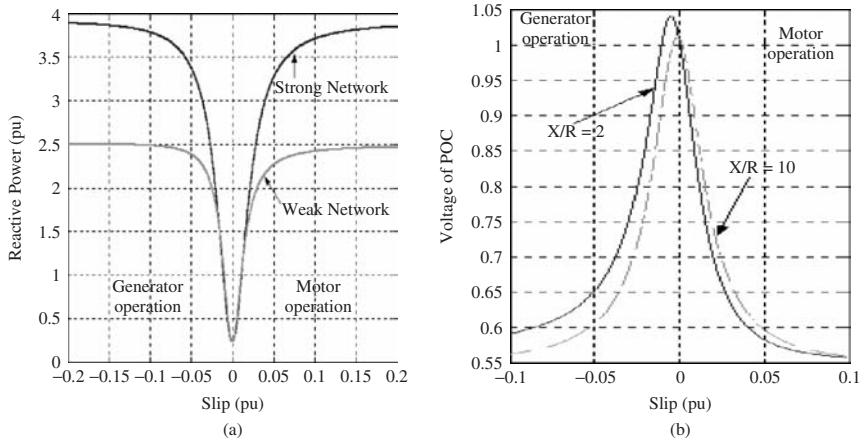 4
3.5
3
2.5
2
1.5
1
0.5
0
Reactive Power (pu)
Strong Network
Weak Network
Generator
operation
Motor
operation
−0.2 −0.15 −0.1 −0.05 0 0.05 0.1 0.15 0.2
Slip (pu)
(a)
1.05
1
0.95
0.9
0.85
0.8
0.75
0.7
0.65
0.6
0.55
Voltage of POC
Generator
operation
Motor
operation
X/R = 2
X/R = 10
−0.1 −0.05 0 0.05 0.1
Slip (pu)
(b)